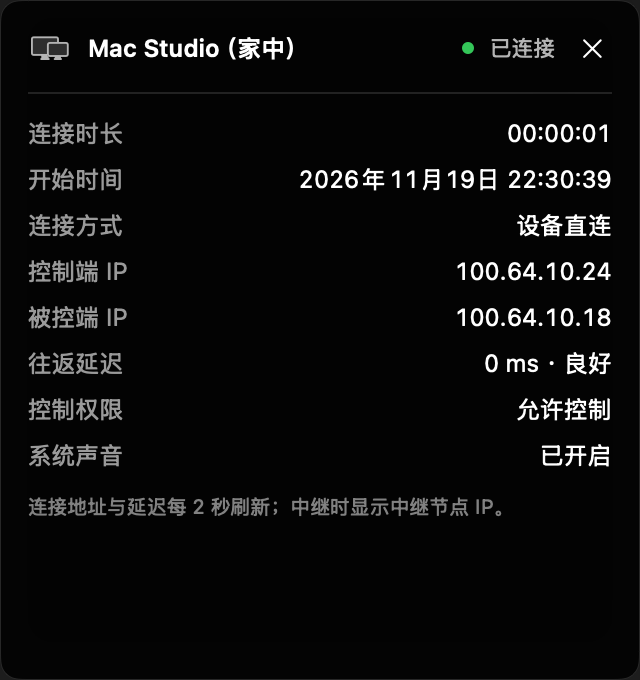 Mac Studio（家中） 已连接
连接时长 00:00:01
开始时间 2026年11月19日 22:30:39
连接方式 设备直连
控制端 IP 100.64.10.24
被控端 IP 100.64.10.18
往返延迟 0 ms · 良好
控制权限 允许控制
系统声音 已开启
连接地址与延迟每 2 秒刷新；中继时显示中继节点 IP。